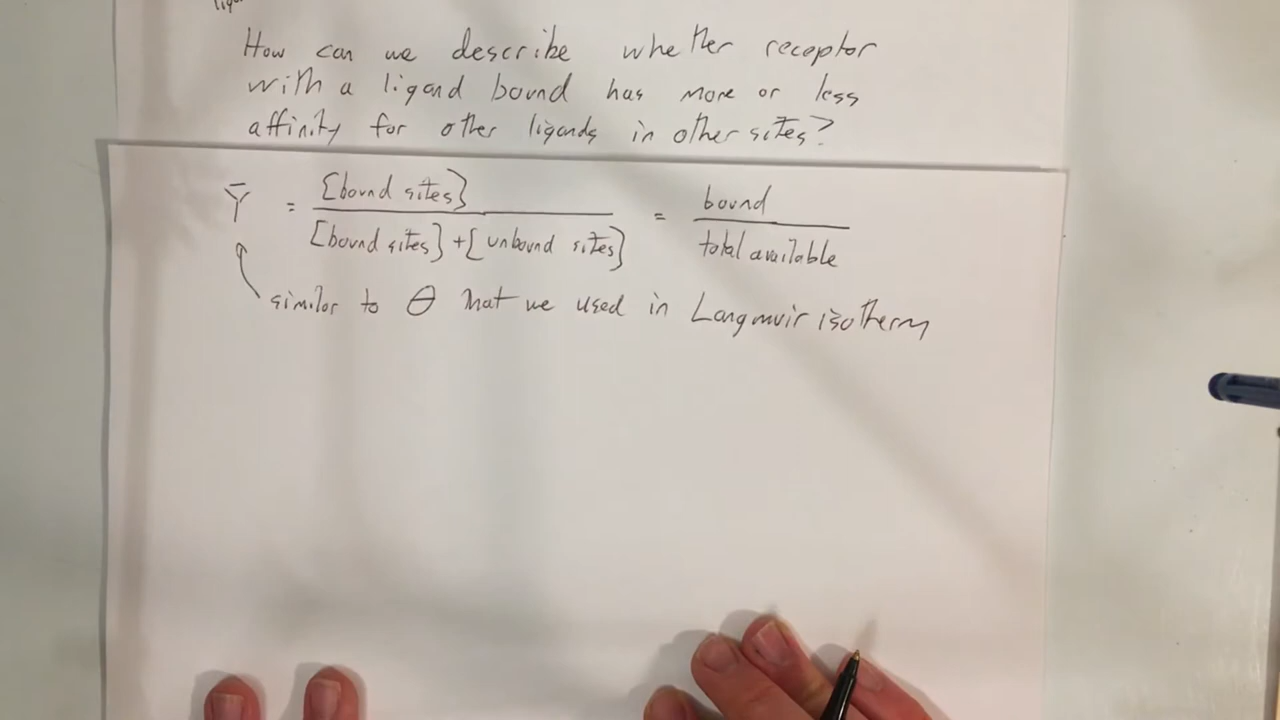 How can we describe whether receptor
with a ligand bound has more or less
affinity for other ligands in other sites?
Ȳ = [bound sites] / [bound sites] + [unbound sites] = bound / total available
similar to θ that we used in Langmuir isotherm